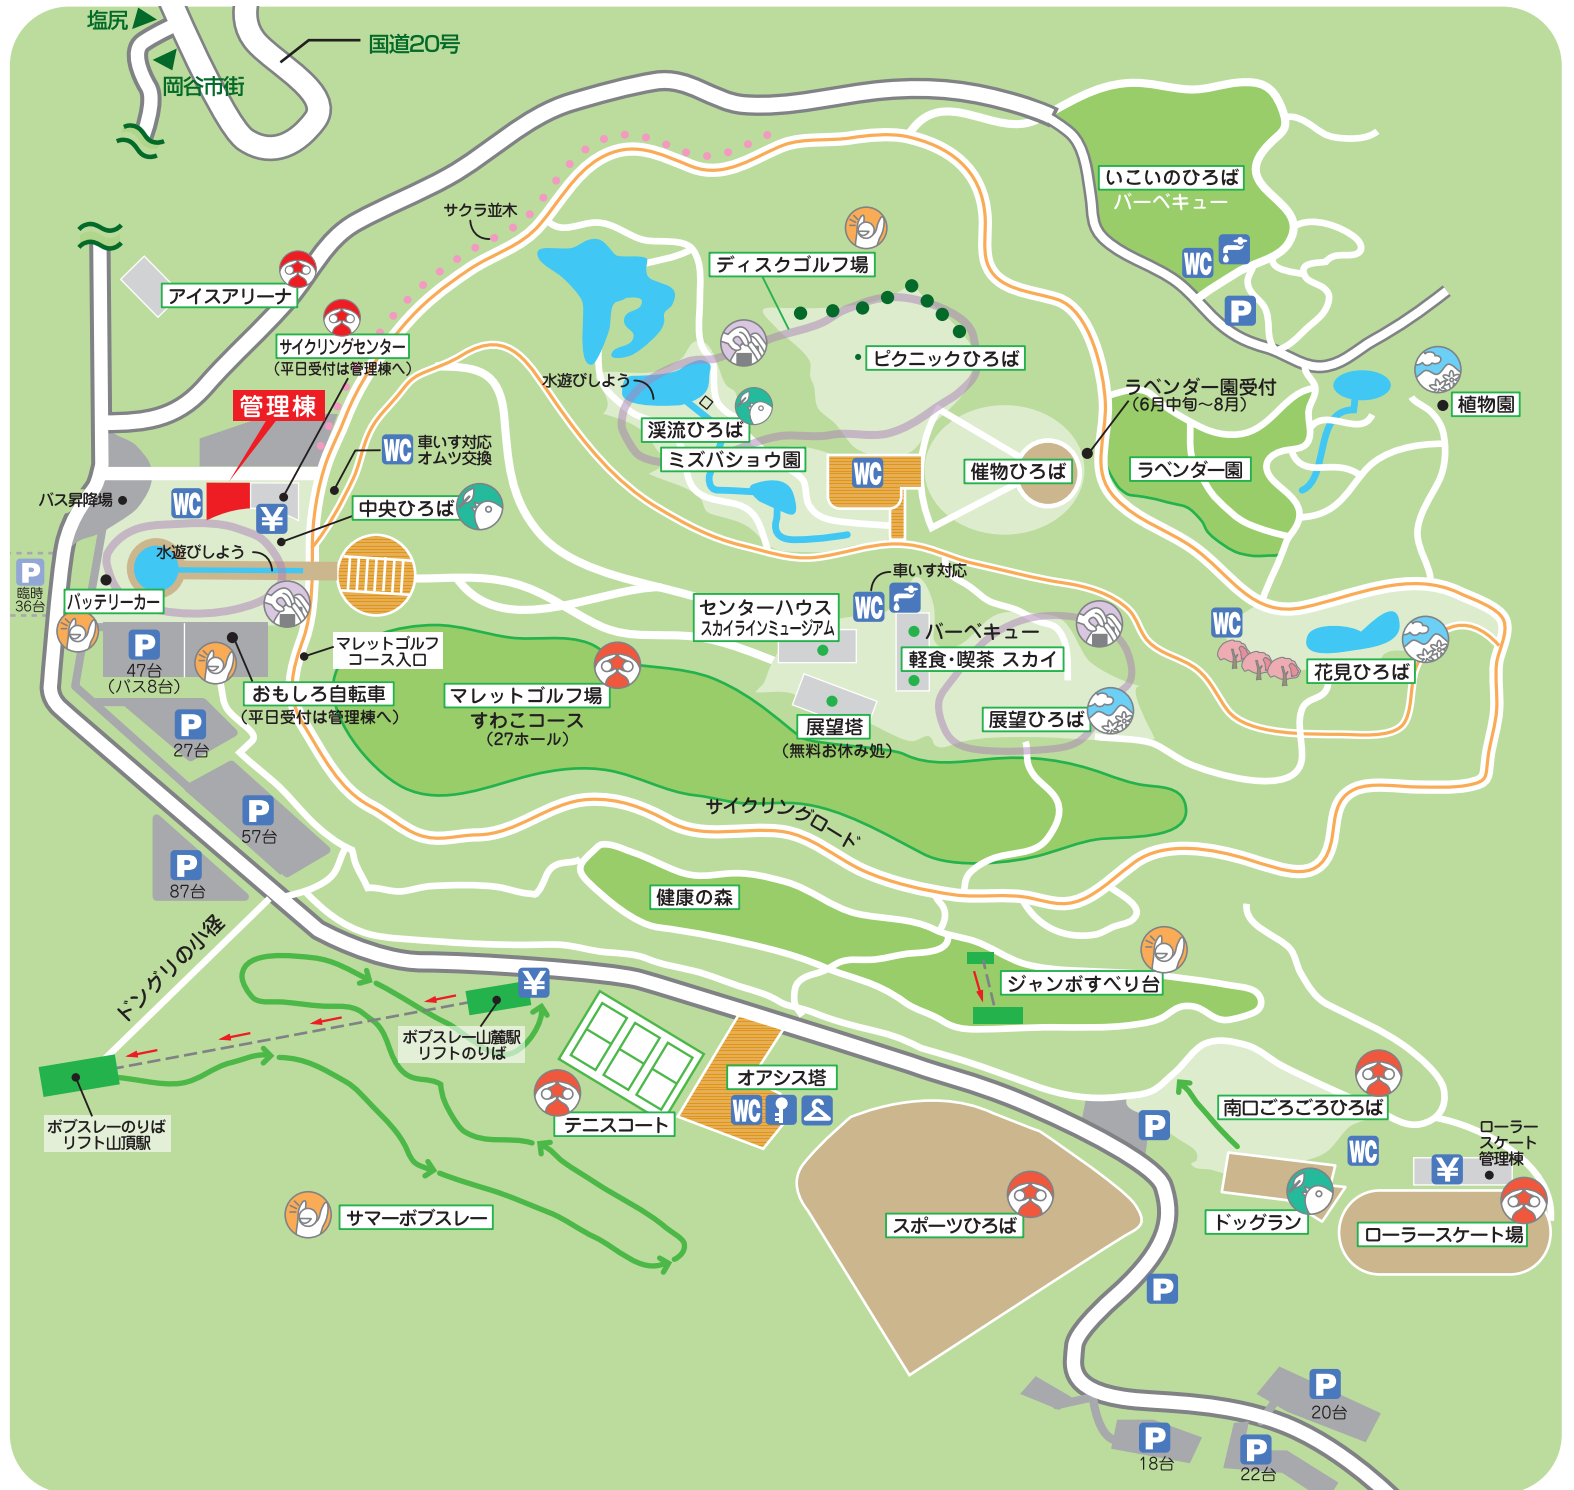 塩尻
岡谷市街
国道20号
サクラ並木
アイスアリーナ
サイクリングセンター
(平日受付は管理棟へ)
管理棟
WC
車いす対応
オムツ交換
バス昇降場
WC
¥
中央ひろば
水遊びしよう
P
臨時
36台
バッテリーカー
P
47台
(バス8台)
マレットゴルフ
コース入口
おもしろ自転車
(平日受付は管理棟へ)
P
27台
P
57台
P
87台
いこいのひろば
バーベキュー
WC
P
ディスクゴルフ場
ピクニックひろば
水遊びしよう
渓流ひろば
ミズバショウ園
WC
催物ひろば
ラベンダー園受付
(6月中旬〜8月)
ラベンダー園
植物園
センターハウス
スカイラインミュージアム
車いす対応
WC
バーベキュー
軽食・喫茶 スカイ
展望塔
(無料お休み処)
展望ひろば
WC
花見ひろば
マレットゴルフ場
すわこコース
(27ホール)
サイクリングロード
健康の森
ジャンボすべり台
ドングリの小径
¥
ボブスレー山麓駅
リフトのりば
ボブスレーのりば
リフト山頂駅
サマーボブスレー
テニスコート
オアシス塔
WC
スポーツひろば
P
南口ごろごろひろば
WC
ローラー
スケート
管理棟
¥
ドッグラン
ローラースケート場
P
P
20台
P
18台
P
22台